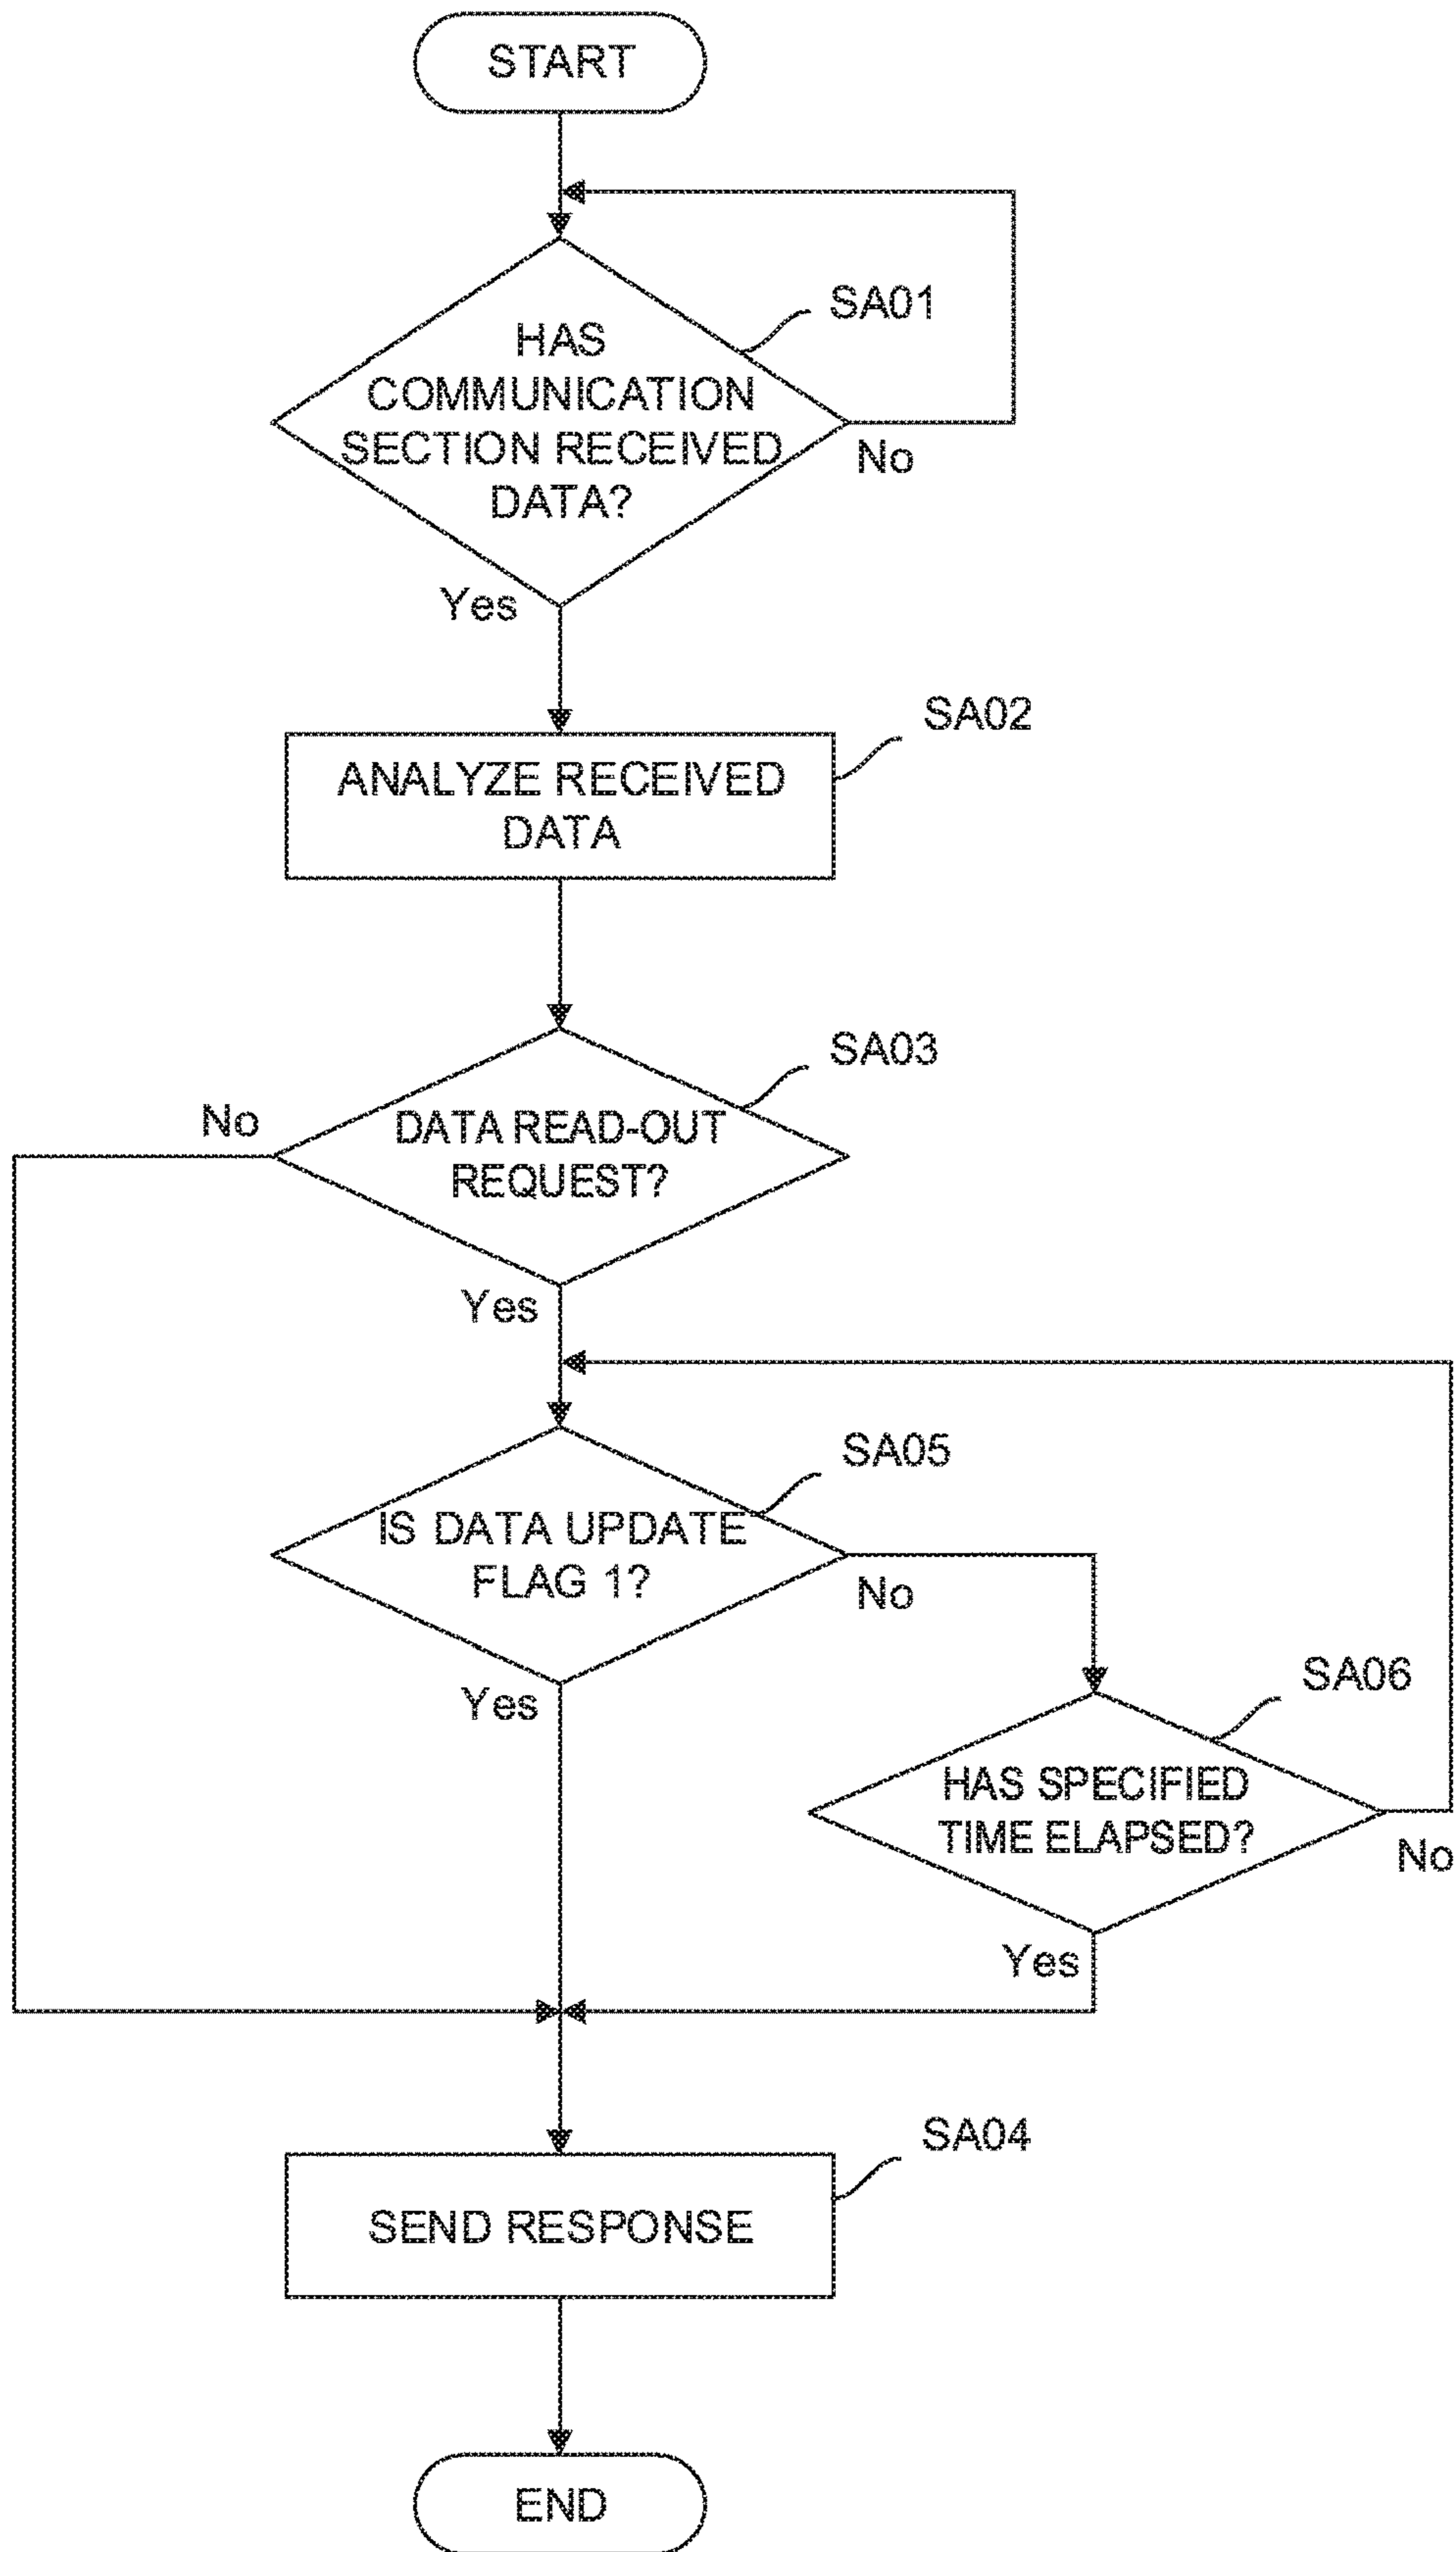 START
SA01
HAS
COMMUNICATION
SECTION RECEIVED
DATA?
No
Yes
SA02
ANALYZE RECEIVED
DATA
SA03
No
DATA READ-OUT
REQUEST?
Yes
SA05
IS DATA UPDATE
FLAG 1?
No
Yes
SA06
HAS SPECIFIED
TIME ELAPSED?
No
Yes
SA04
SEND RESPONSE
END